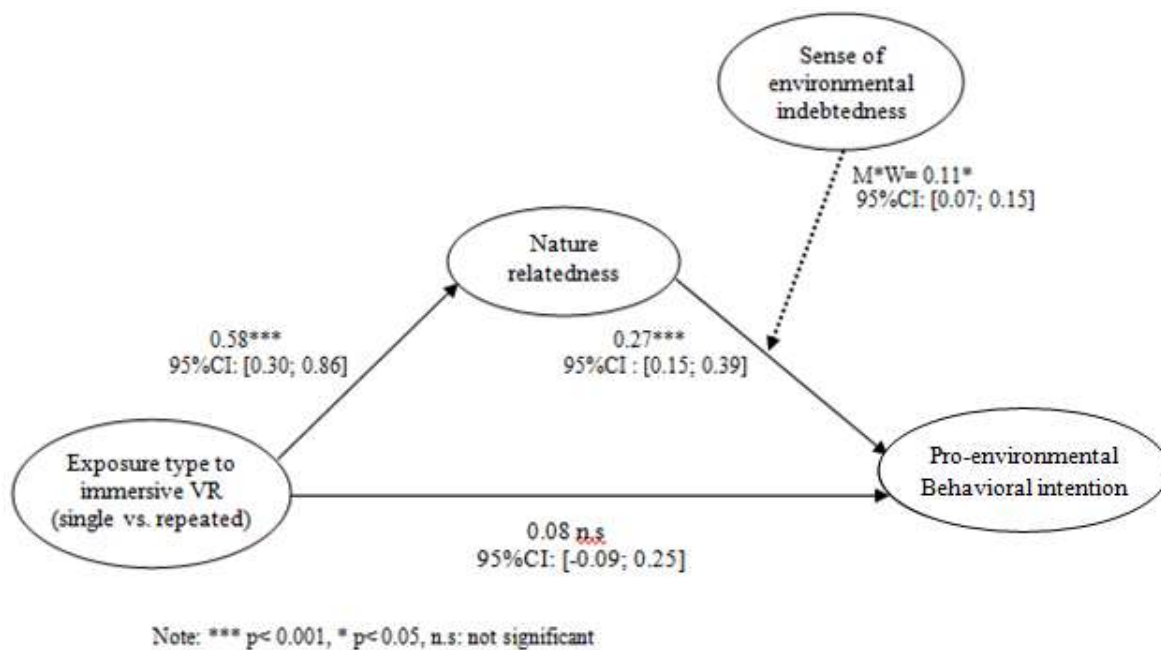 Sense of
environmental
indebtedness
M*W= 0.11*
95%CI: [0.07; 0.15]
Nature
relatedness
0.58***
95%CI: [0.30; 0.86]
0.27***
95%CI : [0.15; 0.39]
Exposure type to
immersive VR
(single vs. repeated)
Pro-environmental
Behavioral intention
0.08 n.s
95%CI: [-0.09; 0.25]
Note: *** p< 0.001, * p< 0.05, n.s: not significant